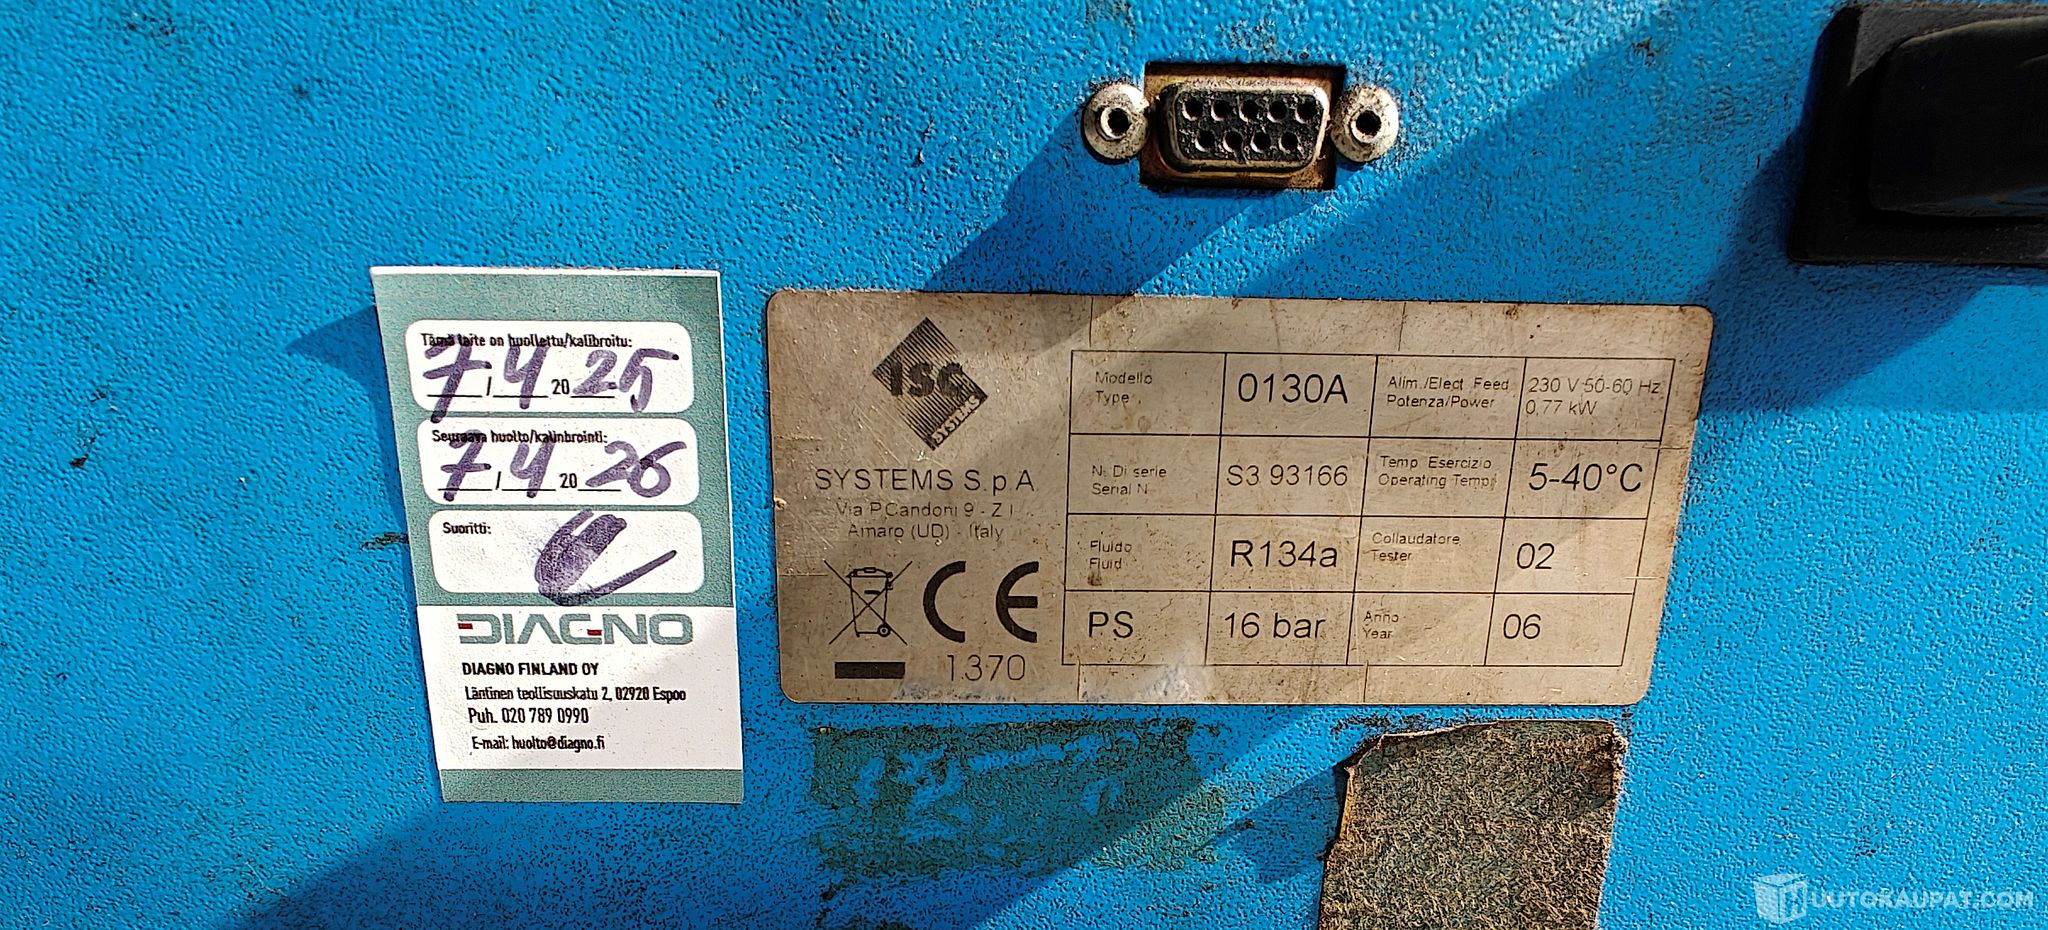 Tämä laite on huollettu/kalibroitu:
7/4 2025
Seuraava huolto/kalinbrointi:
7/4 2026
Suoritti:
DIAGNO
DIAGNO FINLAND OY
Läntinen teollisuuskatu 2, 02920 Espoo
Puh. 020 789 0990
E-mail: huolto@diagno.fi
ISC
SYSTEMS
SYSTEMS S.p.A
Via P.Candoni 9 - Z I
Amaro (UD) - Italy
CE
1370
Modello
Type
0130A
Alim./Elect. Feed
Potenza/Power
230 V 50-60 Hz
0,77 kW
N. Di serie
Serial N.
S3 93166
Temp. Esercizio
Operating Temp.
5-40°C
Fluido
Fluid
R134a
Collaudatore
Tester
02
PS
16 bar
Anno
Year
06
HUUTOKAUPAT.COM